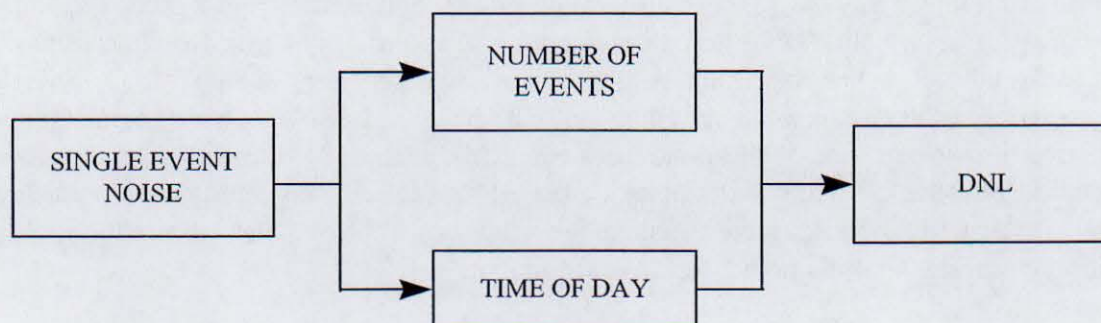 SINGLE EVENT
NOISE
NUMBER OF
EVENTS
TIME OF DAY
DNL